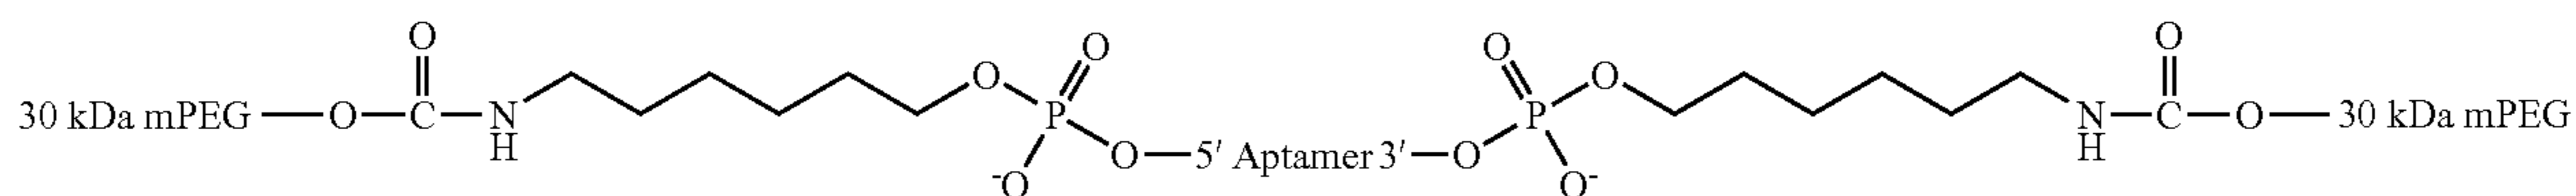 O O O O
O O
30 kDa mPEG—O—C—N P P N—C—O—30 kDa mPEG
H O—5′ Aptamer 3′—O H
⁻O O⁻